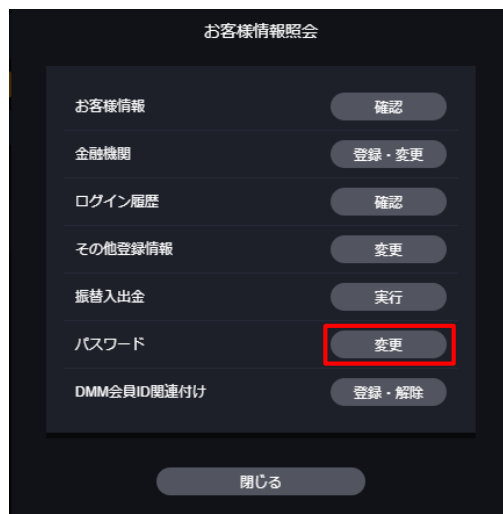 お客様情報照会
お客様情報 確認
金融機関 登録・変更
ログイン履歴 確認
その他登録情報 変更
振替入出金 実行
パスワード 変更
DMM会員ID関連付け 登録・解除
閉じる